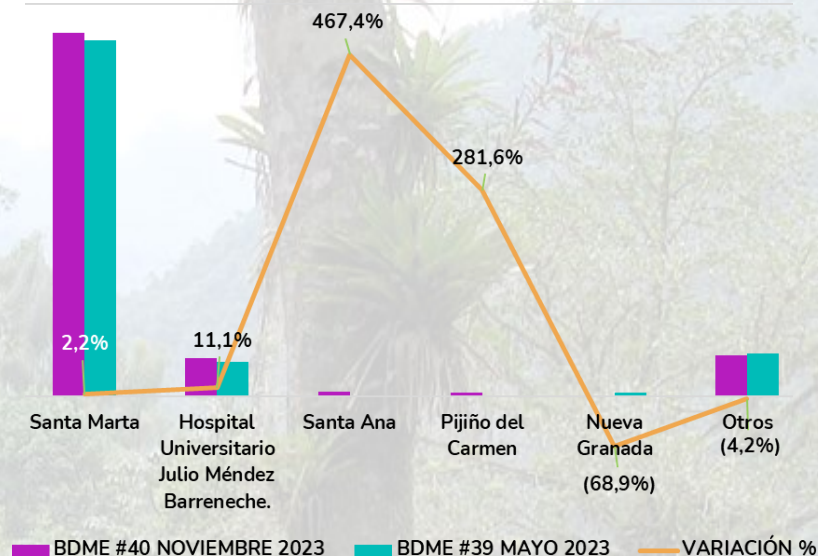 467,4%
281,6%
2,2%
11,1%
Santa Marta
Hospital
Universitario
Julio Méndez
Barreneche.
Santa Ana
Pijiño del
Carmen
Nueva
Granada
(68,9%)
Otros
(4,2%)
BDME #40 NOVIEMBRE 2023
BDME #39 MAYO 2023
VARIACIÓN %